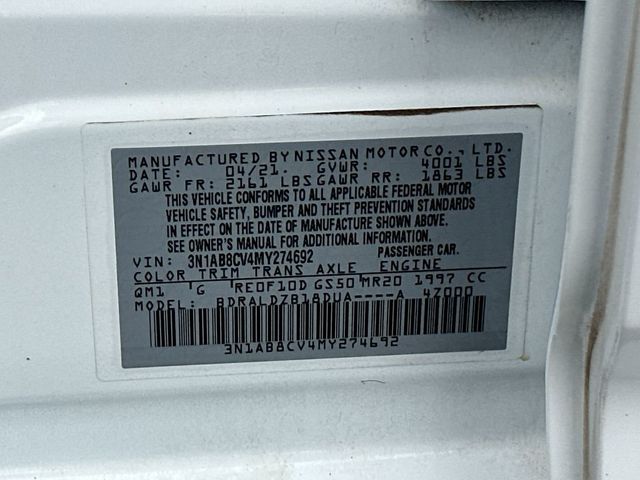 MANUFACTURED BY NISSAN MOTOR CO., LTD.
DATE: 04/21. GVWR: 4001 LBS
GAWR FR: 2161 LBS GAWR RR: 1863 LBS
THIS VEHICLE CONFORMS TO ALL APPLICABLE FEDERAL MOTOR
VEHICLE SAFETY, BUMPER AND THEFT PREVENTION STANDARDS
IN EFFECT ON THE DATE OF MANUFACTURE SHOWN ABOVE.
SEE OWNER'S MANUAL FOR ADDITIONAL INFORMATION.
VIN: 3N1AB8CV4MY274692 PASSENGER CAR.
COLOR TRIM TRANS AXLE ENGINE
QM1 G RE0F10D GS50 MR20 1997 CC
MODEL: BDRALDZB18DUA----A 4Z000
3N1AB8CV4MY274692